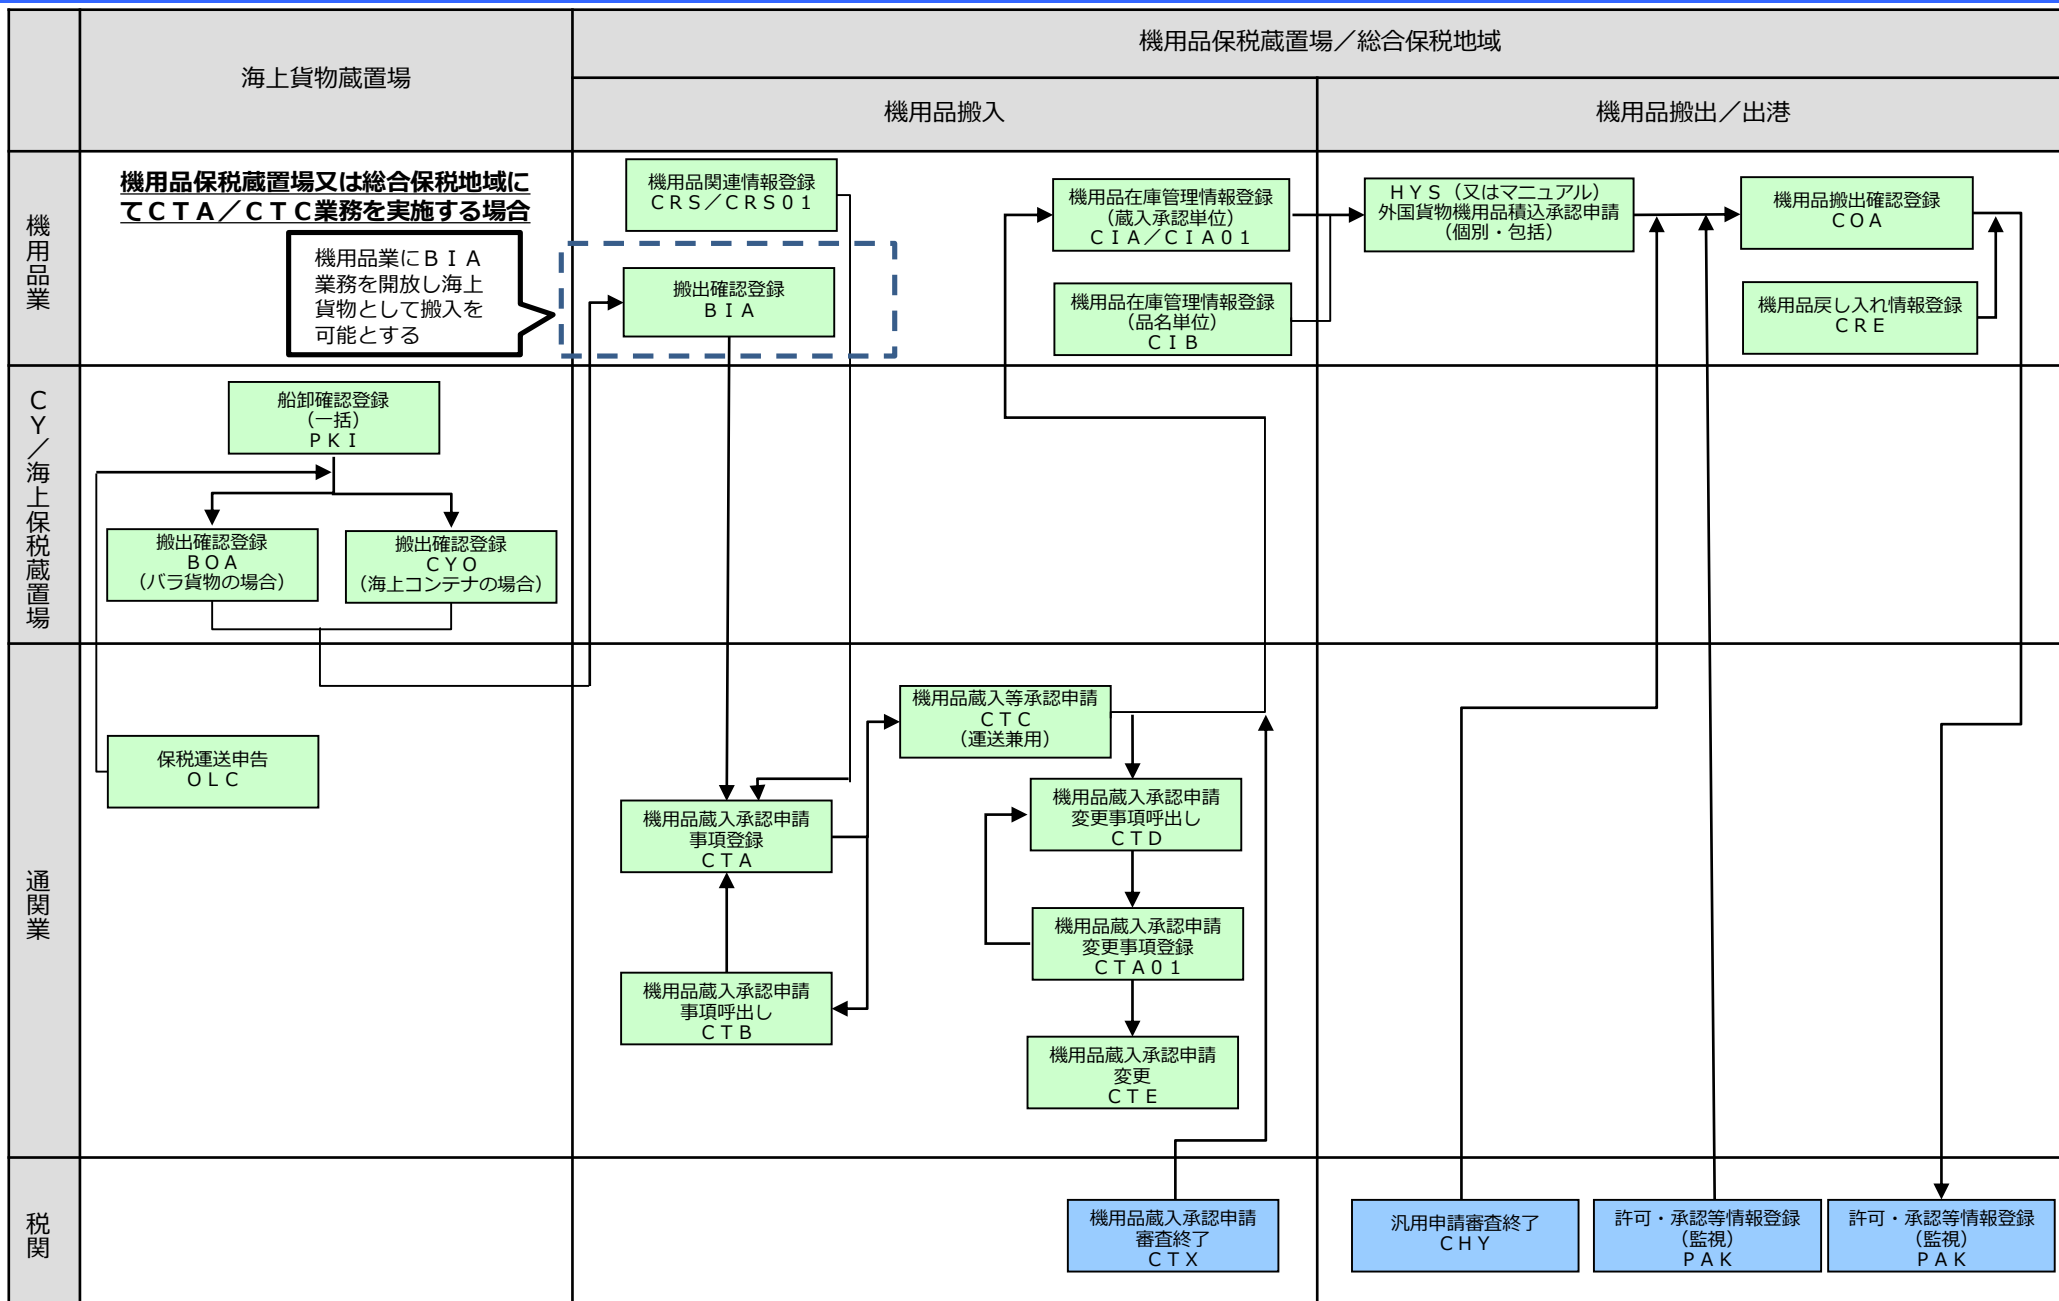 海上貨物蔵置場
機用品保税蔵置場／総合保税地域
機用品搬入
機用品搬出／出港
機用品業
機用品保税蔵置場又は総合保税地域に
てＣＴＡ／ＣＴＣ業務を実施する場合
機用品業にＢＩＡ
業務を開放し海上
貨物として搬入を
可能とする
機用品関連情報登録
ＣＲＳ／ＣＲＳ０１
搬出確認登録
ＢＩＡ
機用品在庫管理情報登録
（蔵入承認単位）
ＣＩＡ／ＣＩＡ０１
機用品在庫管理情報登録
（品名単位）
ＣＩＢ
ＨＹＳ（又はマニュアル）
外国貨物機用品積込承認申請
（個別・包括）
機用品搬出確認登録
ＣＯＡ
機用品戻し入れ情報登録
ＣＲＥ
ＣＹ／海上保税蔵置場
船卸確認登録
（一括）
ＰＫＩ
搬出確認登録
ＢＯＡ
（バラ貨物の場合）
搬出確認登録
ＣＹＯ
（海上コンテナの場合）
通関業
保税運送申告
ＯＬＣ
機用品蔵入承認申請
事項登録
ＣＴＡ
機用品蔵入承認申請
事項呼出し
ＣＴＢ
機用品蔵入等承認申請
ＣＴＣ
（運送兼用）
機用品蔵入承認申請
変更事項呼出し
ＣＴＤ
機用品蔵入承認申請
変更事項登録
ＣＴＡ０１
機用品蔵入承認申請
変更
ＣＴＥ
税関
機用品蔵入承認申請
審査終了
ＣＴＸ
汎用申請審査終了
ＣＨＹ
許可・承認等情報登録
（監視）
ＰＡＫ
許可・承認等情報登録
（監視）
ＰＡＫ